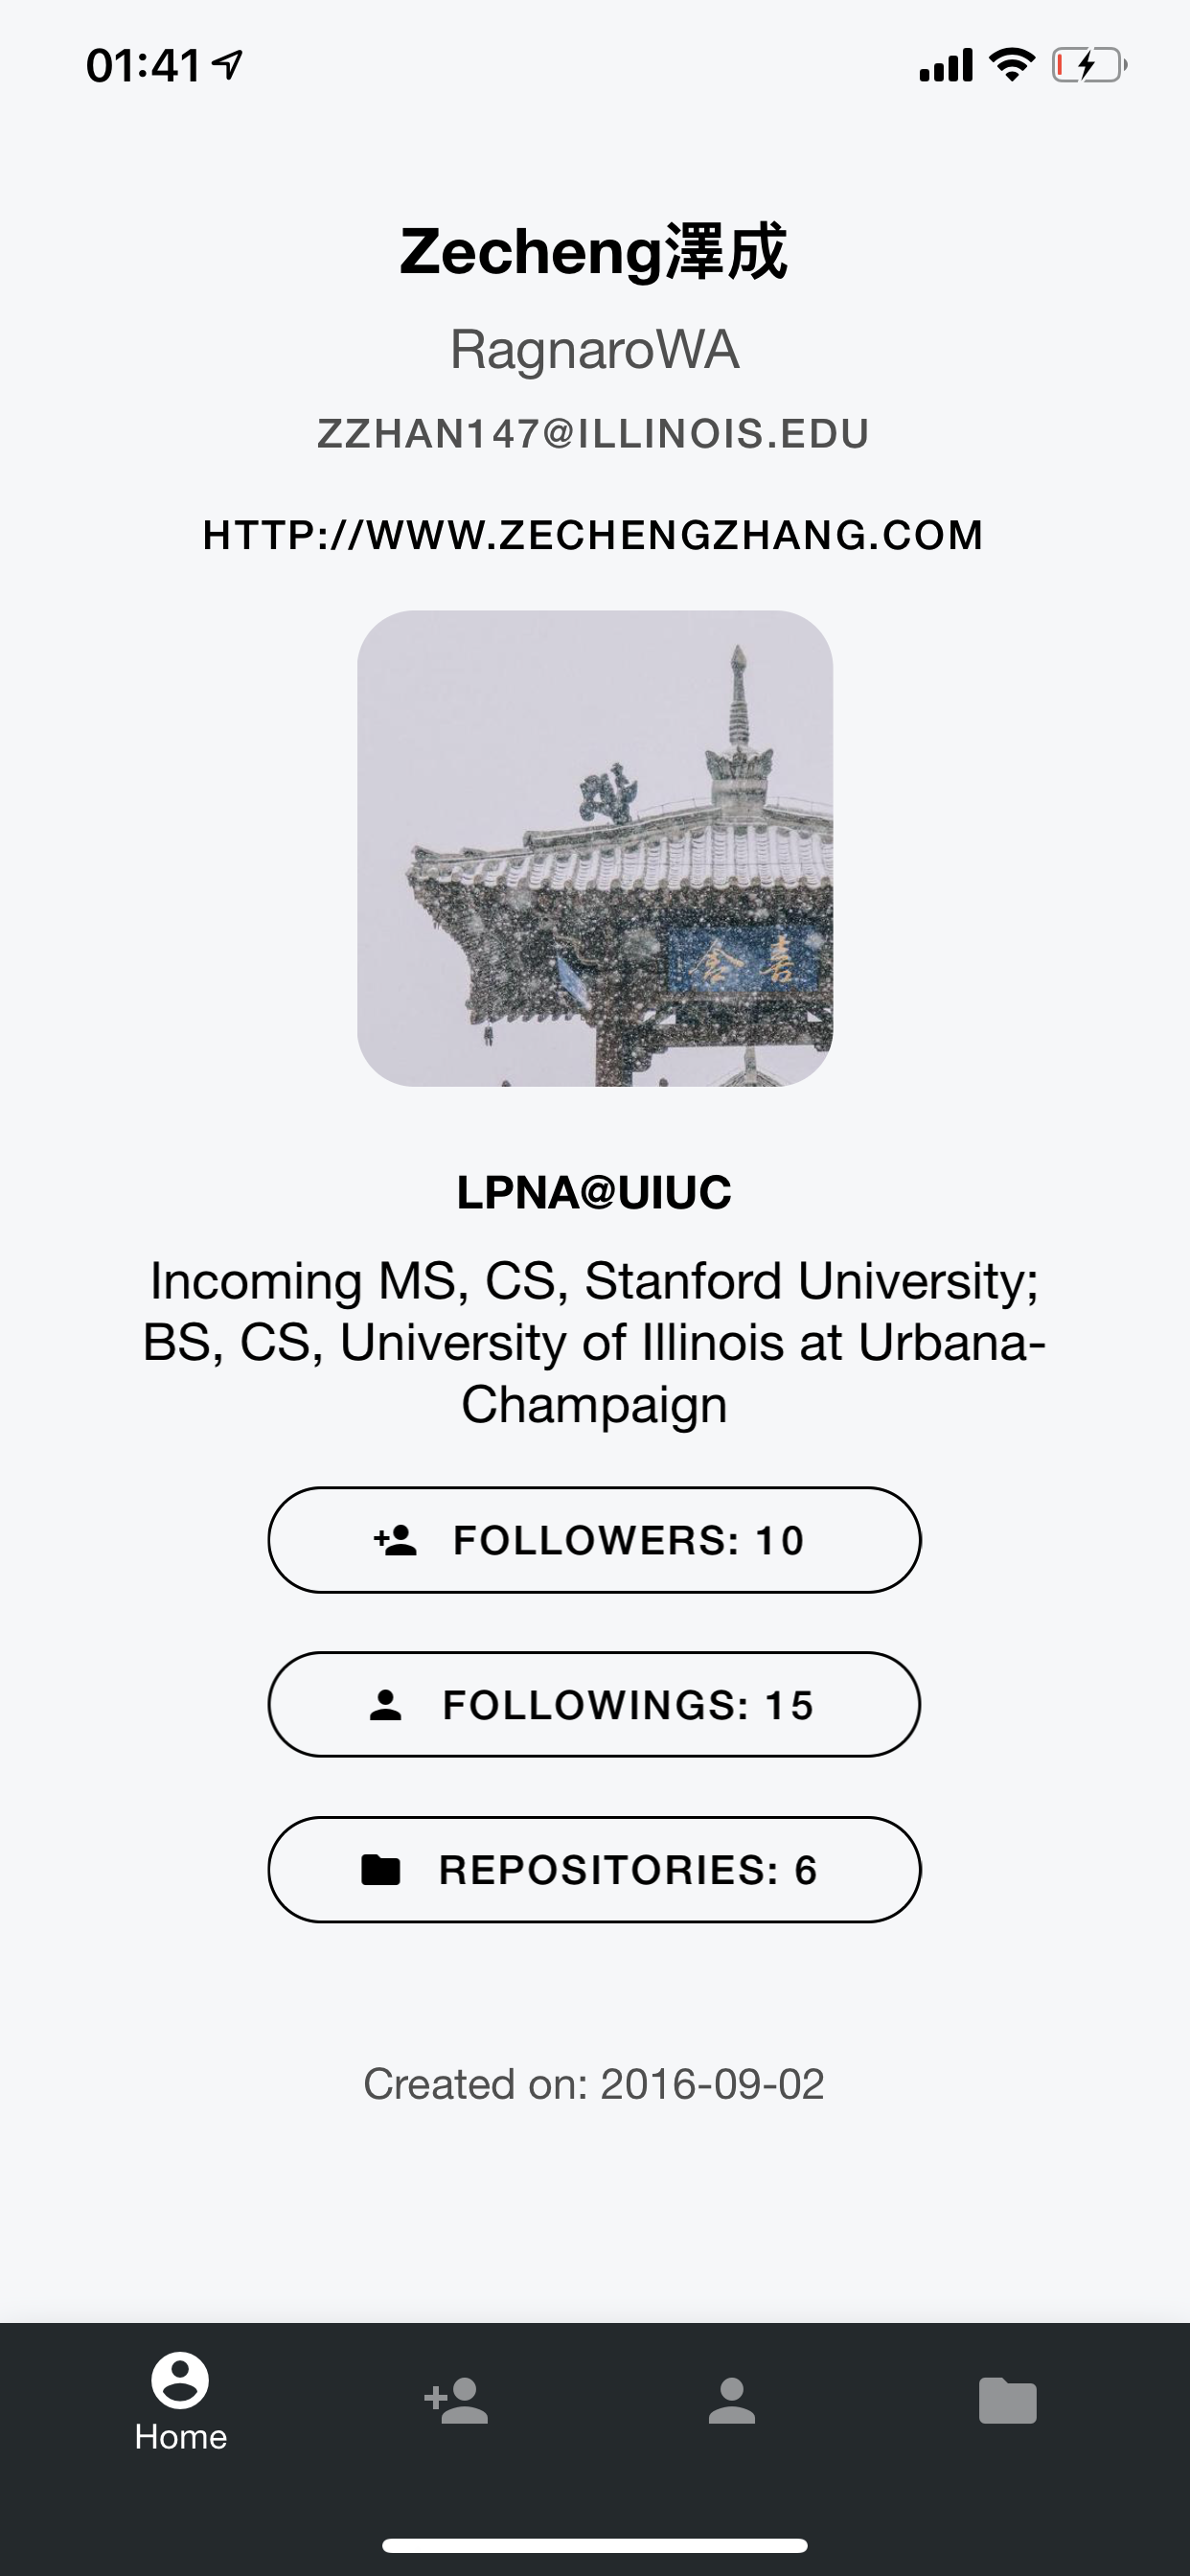 01:41
Zecheng澤成
RagnaroWA
ZZHAN147@ILLINOIS.EDU
HTTP://WWW.ZECHENGZHANG.COM
舍 喜
LPNA@UIUC
Incoming MS, CS, Stanford University;
BS, CS, University of Illinois at Urbana-
Champaign
FOLLOWERS: 10
FOLLOWINGS: 15
REPOSITORIES: 6
Created on: 2016-09-02
Home